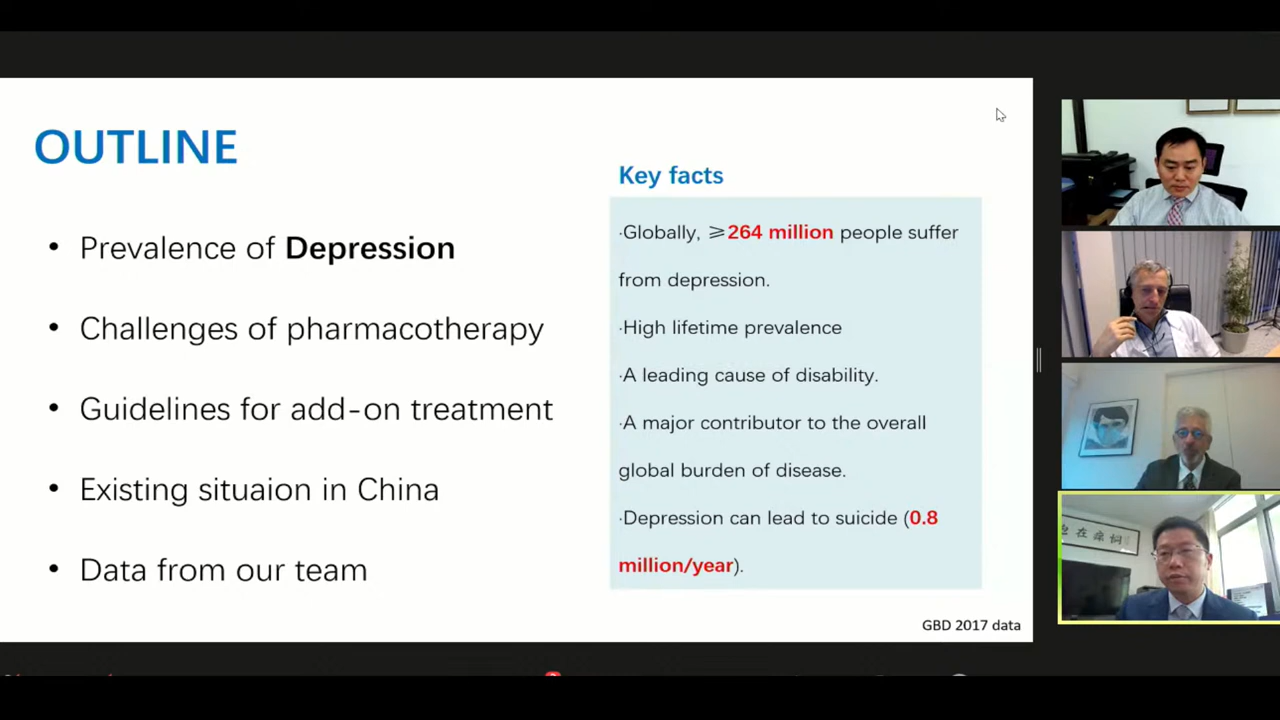 OUTLINE
• Prevalence of Depression
• Challenges of pharmacotherapy
• Guidelines for add-on treatment
• Existing situaion in China
• Data from our team
Key facts
·Globally, ⩾264 million people suffer
from depression.
·High lifetime prevalence
·A leading cause of disability.
·A major contributor to the overall
global burden of disease.
·Depression can lead to suicide (0.8
million/year).
GBD 2017 data